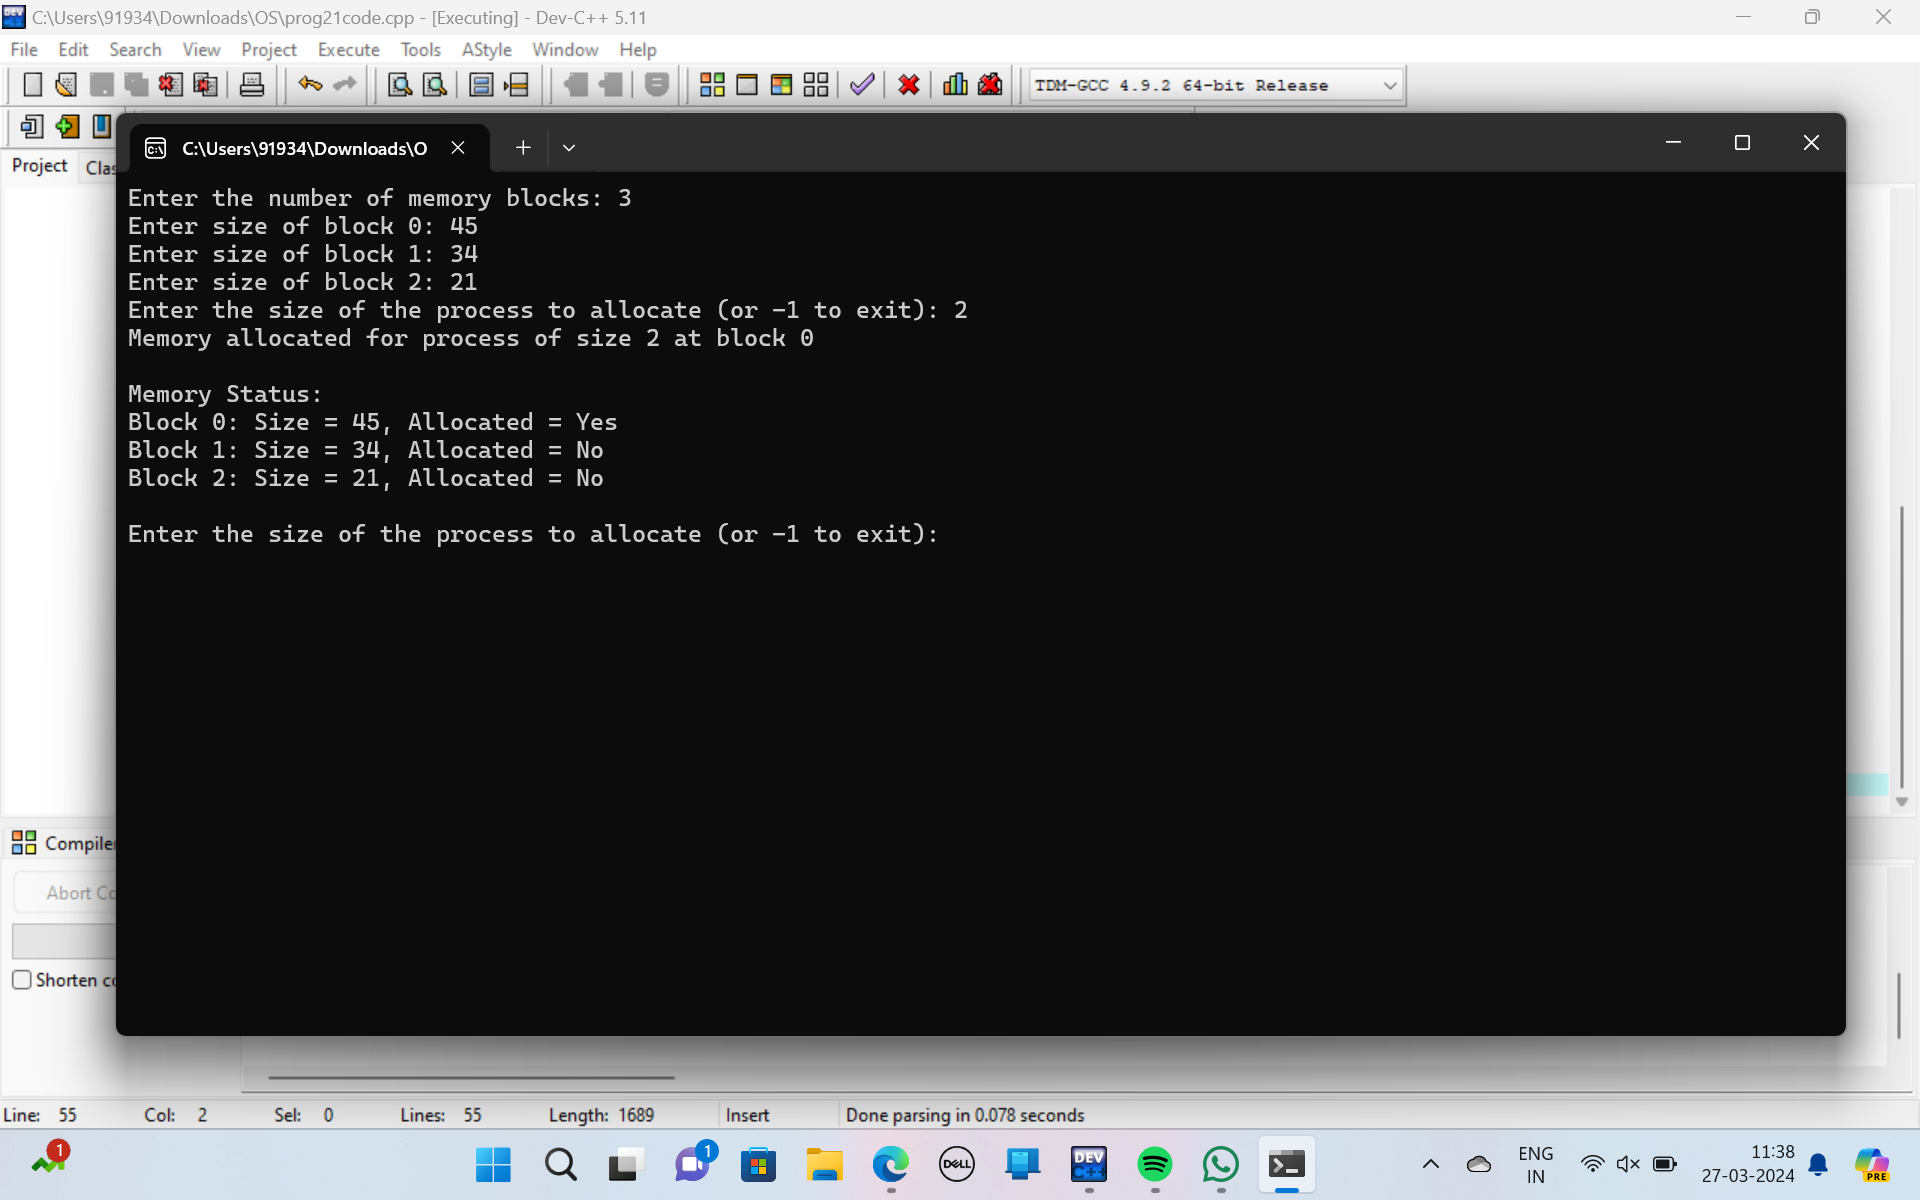 C:\Users\91934\Downloads\OS\prog21code.cpp - [Executing] - Dev-C++ 5.11
File Edit Search View Project Execute Tools AStyle Window Help
TDM-GCC 4.9.2 64-bit Release
Project
C:\Users\91934\Downloads\O
Enter the number of memory blocks: 3
Enter size of block 0: 45
Enter size of block 1: 34
Enter size of block 2: 21
Enter the size of the process to allocate (or -1 to exit): 2
Memory allocated for process of size 2 at block 0
Memory Status:
Block 0: Size = 45, Allocated = Yes
Block 1: Size = 34, Allocated = No
Block 2: Size = 21, Allocated = No
Enter the size of the process to allocate (or -1 to exit):
Compiler
Abort Co
Shorten co
Line: 55 Col: 2 Sel: 0 Lines: 55 Length: 1689 Insert Done parsing in 0.078 seconds
1
1
DELL
DEV C++
ENG
IN
11:38
27-03-2024
PRE